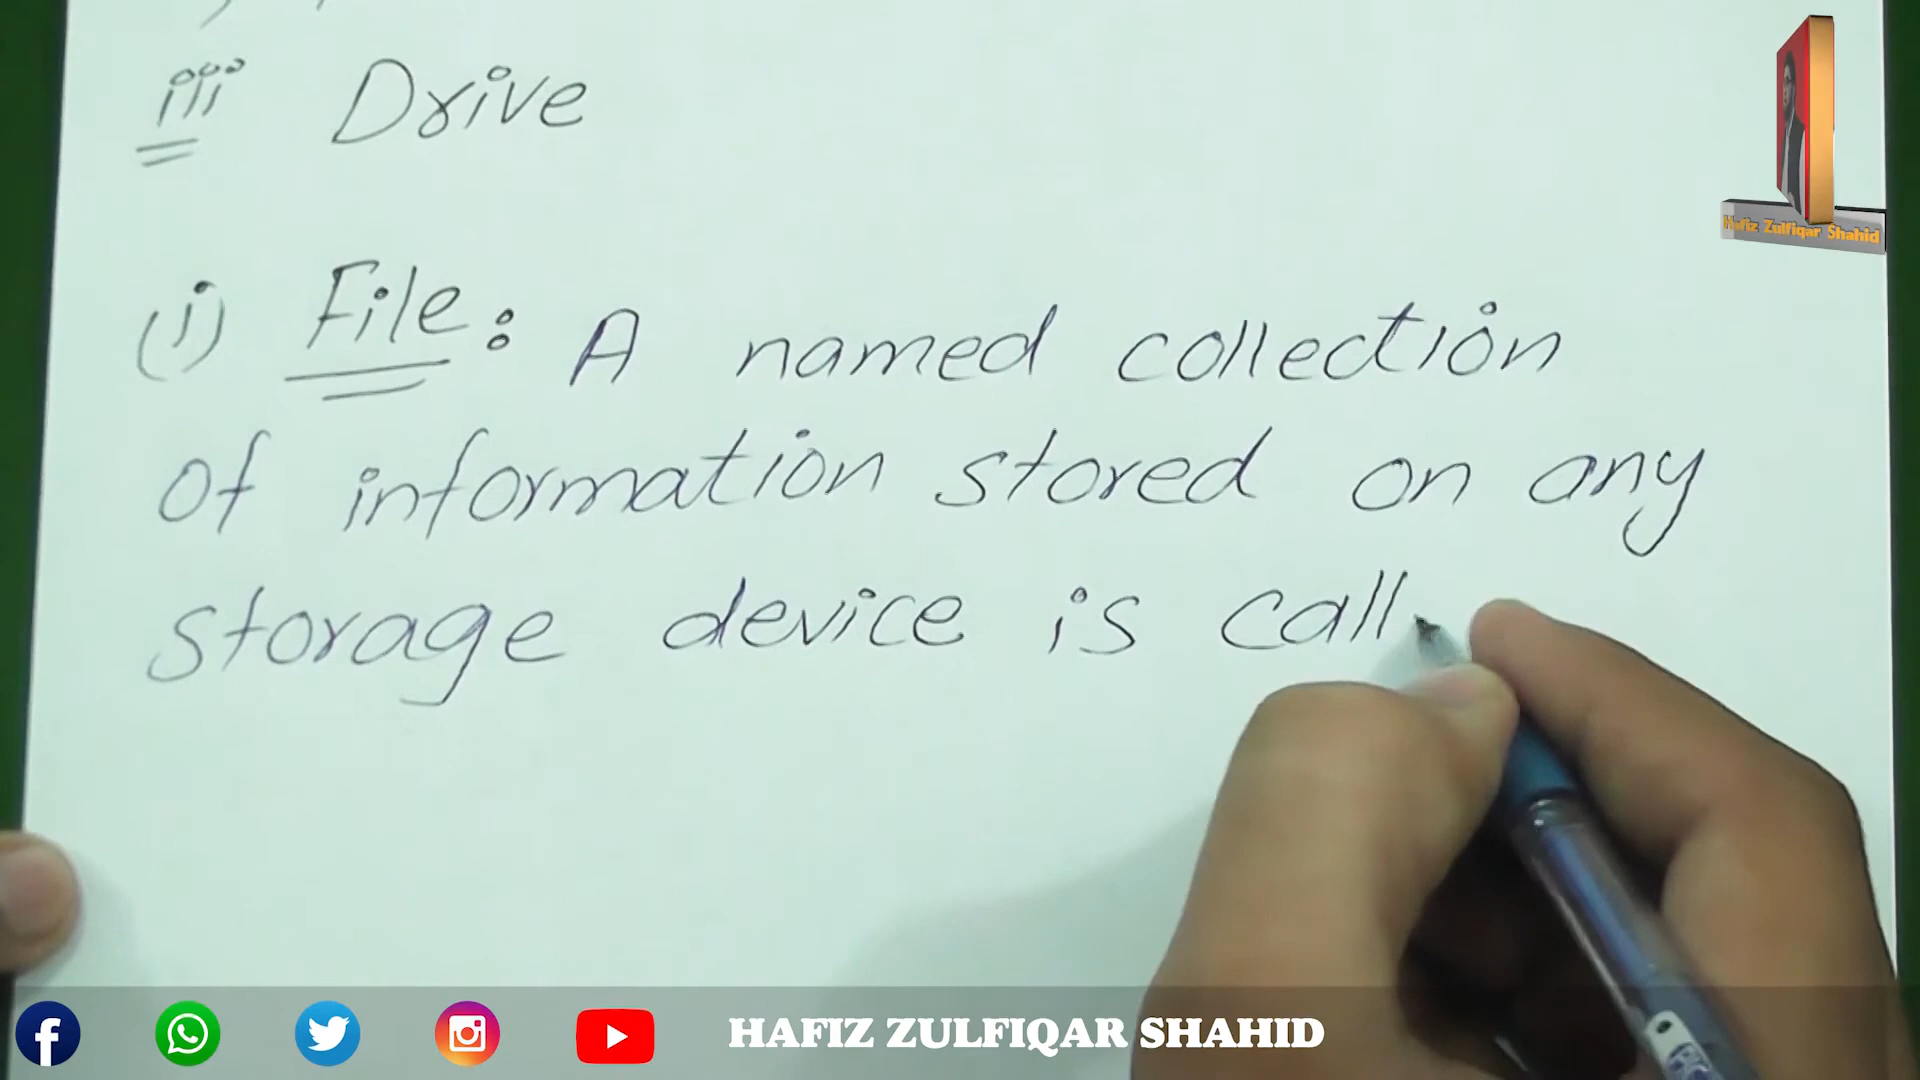 iii Drive
Hafiz Zulfiqar Shahid
(i) File: A named collection
of information stored on any
storage device is call
HAFIZ ZULFIQAR SHAHID